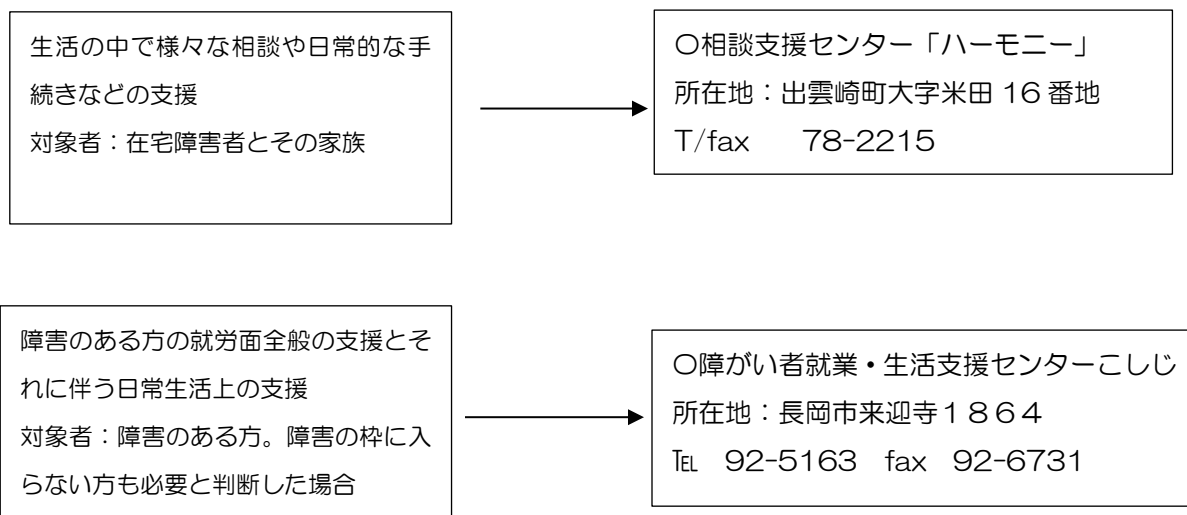 生活の中で様々な相談や日常的な手
続きなどの支援
対象者：在宅障害者とその家族
〇相談支援センター「ハーモニー」
所在地：出雲崎町大字米田 16 番地
T/fax 78-2215
障害のある方の就労面全般の支援とそ
れに伴う日常生活上の支援
対象者：障害のある方。障害の枠に入
らない方も必要と判断した場合
〇障がい者就業・生活支援センターこしじ
所在地：長岡市来迎寺１８６４
℡ 92-5163 fax 92-6731